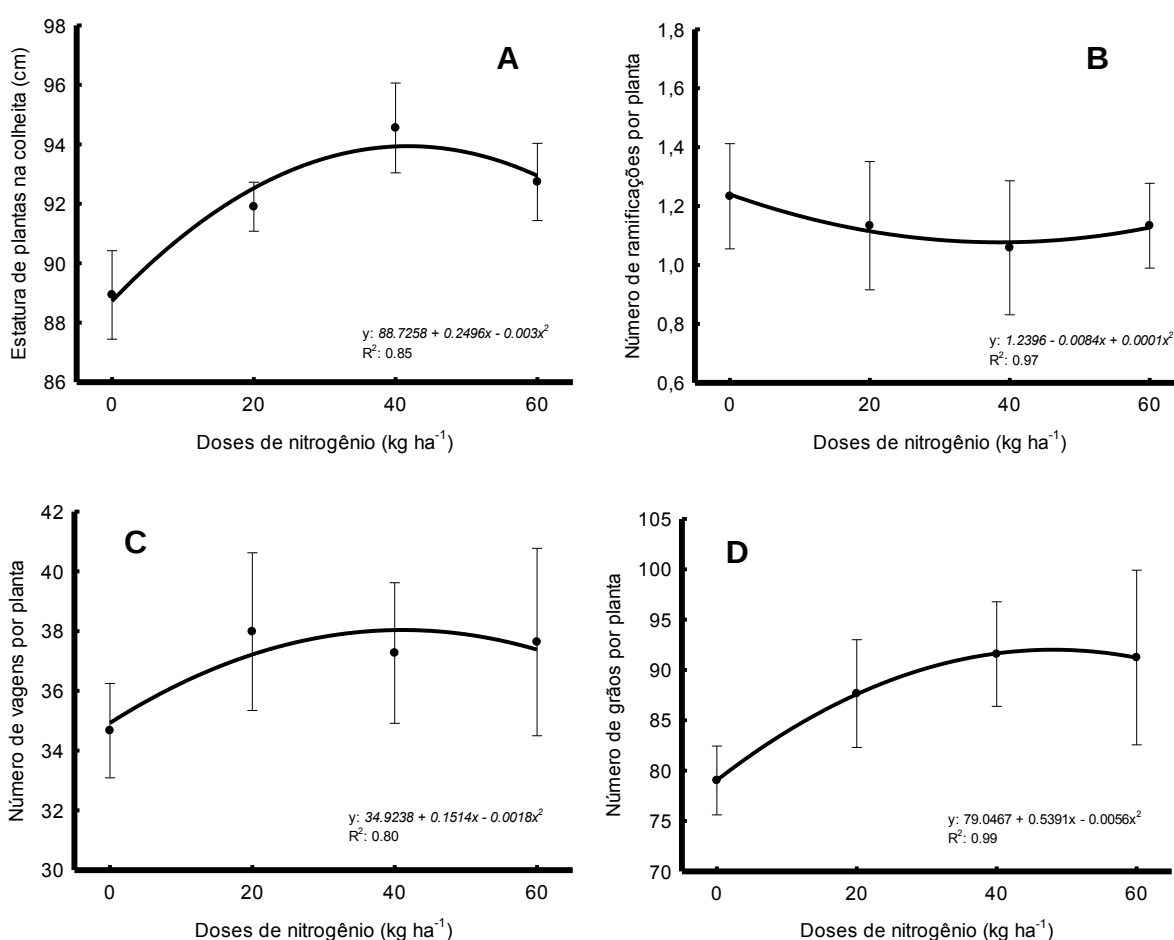 A
Estatura de plantas na colheita (cm)
98
96
94
92
90
88
86
y: 88.7258 + 0.2496x - 0.003x²
R²: 0.85
0 20 40 60
Doses de nitrogênio (kg ha⁻¹)
B
Número de ramificações por planta
1,8
1,6
1,4
1,2
1,0
0,8
0,6
y: 1.2396 - 0.0084x + 0.0001x²
R²: 0.97
0 20 40 60
Doses de nitrogênio (kg ha⁻¹)
C
Número de vagens por planta
42
40
38
36
34
32
30
y: 34.9238 + 0.1514x - 0.0018x²
R²: 0.80
0 20 40 60
Doses de nitrogênio (kg ha⁻¹)
D
Número de grãos por planta
105
100
95
90
85
80
75
70
y: 79.0467 + 0.5391x - 0.0056x²
R²: 0.99
0 20 40 60
Doses de nitrogênio (kg ha⁻¹)